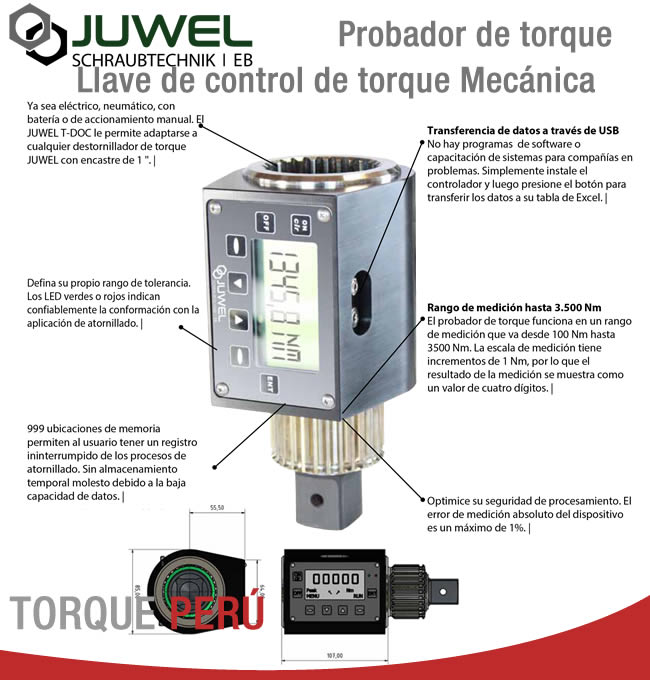 JUWEL
SCHRAUBTECHNIK I EB
Probador de torque
Llave de control de torque Mecánica
Ya sea eléctrico, neumático, con
batería o de accionamiento manual. El
JUWEL T-DOC le permite adaptarse a
cualquier destornillador de torque
JUWEL con encastre de 1 ". |
Transferencia de datos a través de USB
No hay programas de software o
capacitación de sistemas para compañías en
problemas. Simplemente instale el
controlador y luego presione el botón para
transferir los datos a su tabla de Excel. |
Defina su propio rango de tolerancia.
Los LED verdes o rojos indican
confiablemente la conformación con la
aplicación de atornillado. |
Rango de medición hasta 3.500 Nm
El probador de torque funciona en un rango
de medición que va desde 100 Nm hasta
3500 Nm. La escala de medición tiene
incrementos de 1 Nm, por lo que el
resultado de la medición se muestra como
un valor de cuatro dígitos. |
999 ubicaciones de memoria
permiten al usuario tener un registro
ininterrumpido de los procesos de
atornillado. Sin almacenamiento
temporal molesto debido a la baja
capacidad de datos. |
Optimice su seguridad de procesamiento. El
error de medición absoluto del dispositivo
es un máximo de 1%. |
OFF
ON
clr
JUWEL
1345,8 Nm
ENT
55,50
85,00
00000
Peak
Nm
MENU
RUN
OFF
107,00
TORQUE PERÚ